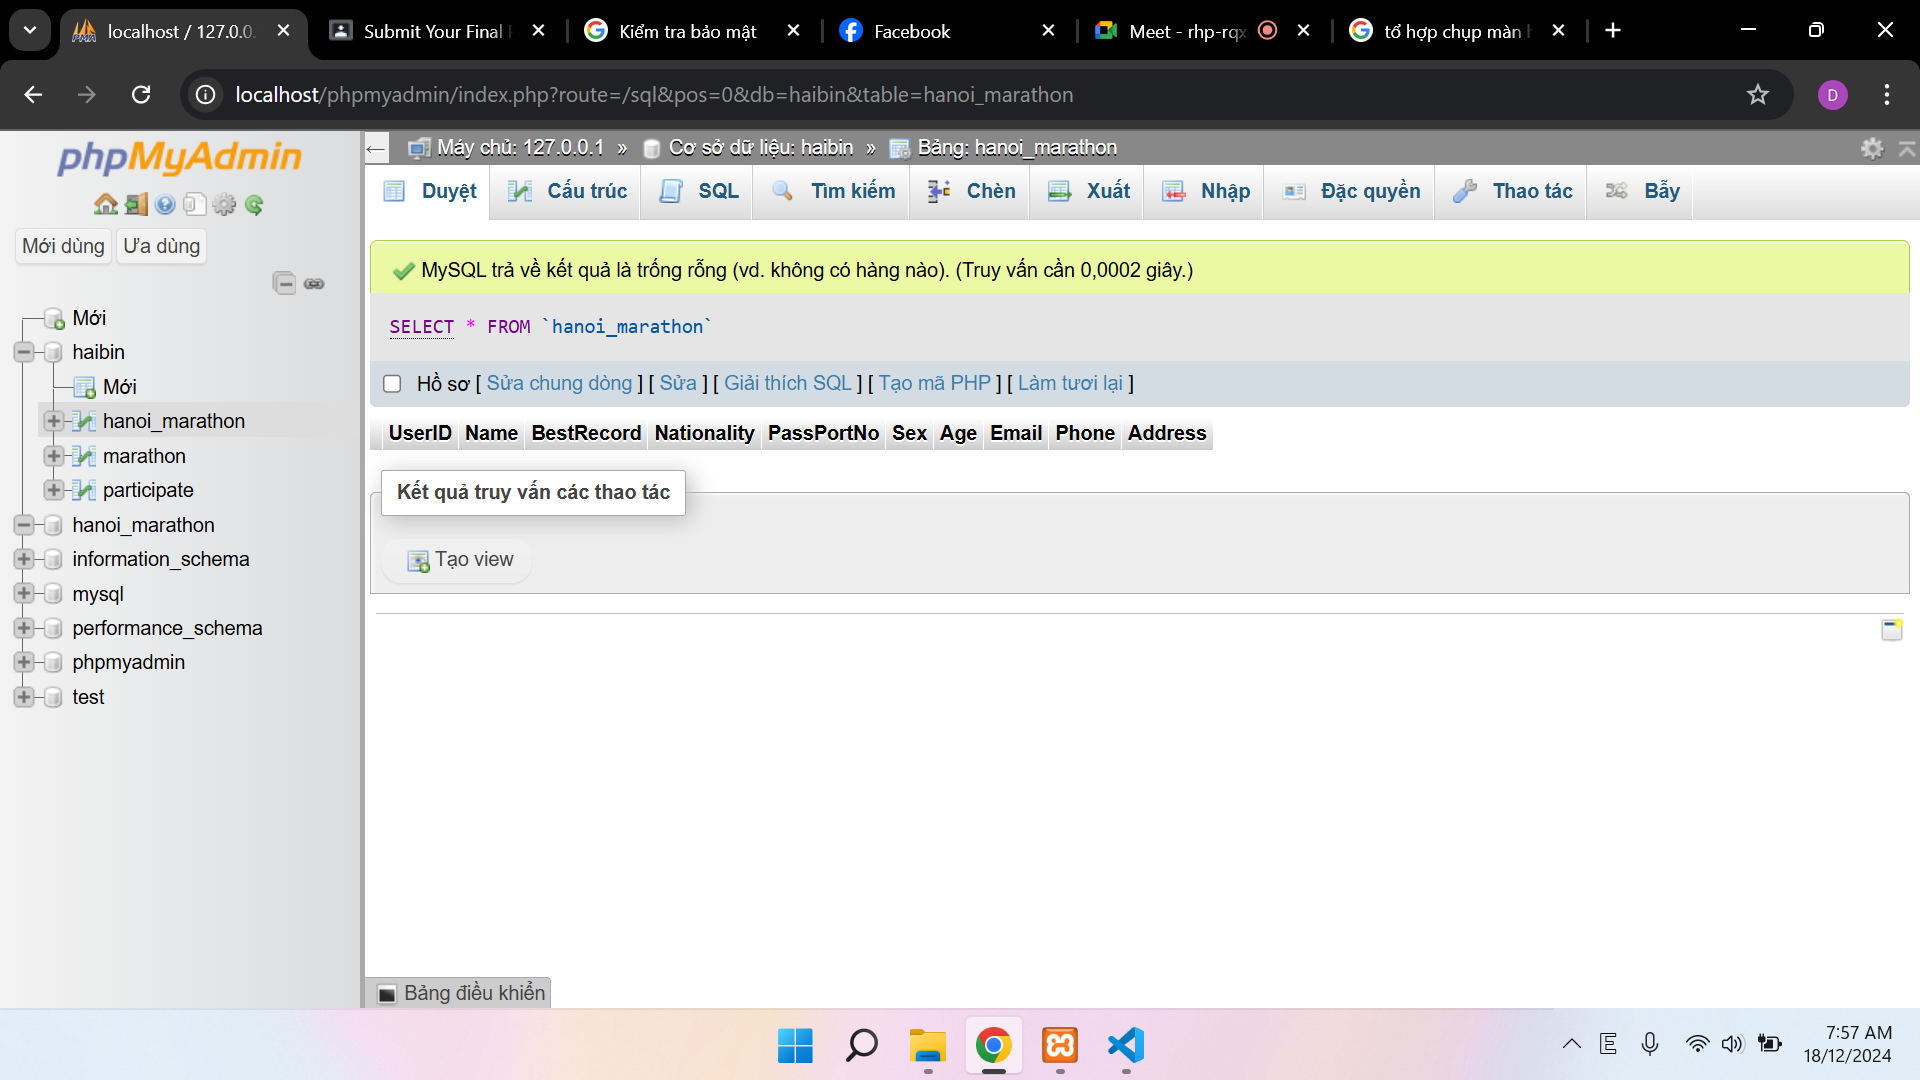 localhost / 127.0.0.
Submit Your Final
Kiểm tra bảo mật
Facebook
Meet - rhp-rqx
tổ hợp chụp màn
localhost/phpmyadmin/index.php?route=/sql&pos=0&db=haibin&table=hanoi_marathon
D
phpMyAdmin
Mới dùng
Ưa dùng
Mới
haibin
Mới
hanoi_marathon
marathon
participate
hanoi_marathon
information_schema
mysql
performance_schema
phpmyadmin
test
Máy chủ: 127.0.0.1 » Cơ sở dữ liệu: haibin » Bảng: hanoi_marathon
Duyệt Cấu trúc SQL Tìm kiếm Chèn Xuất Nhập Đặc quyền Thao tác Bẫy
MySQL trả về kết quả là trống rỗng (vd. không có hàng nào). (Truy vấn cần 0,0002 giây.)
SELECT * FROM `hanoi_marathon`
Hồ sơ [ Sửa chung dòng ] [ Sửa ] [ Giải thích SQL ] [ Tạo mã PHP ] [ Làm tươi lại ]
UserID Name BestRecord Nationality PassPortNo Sex Age Email Phone Address
Kết quả truy vấn các thao tác
Tạo view
Bảng điều khiển
E
7:57 AM
18/12/2024